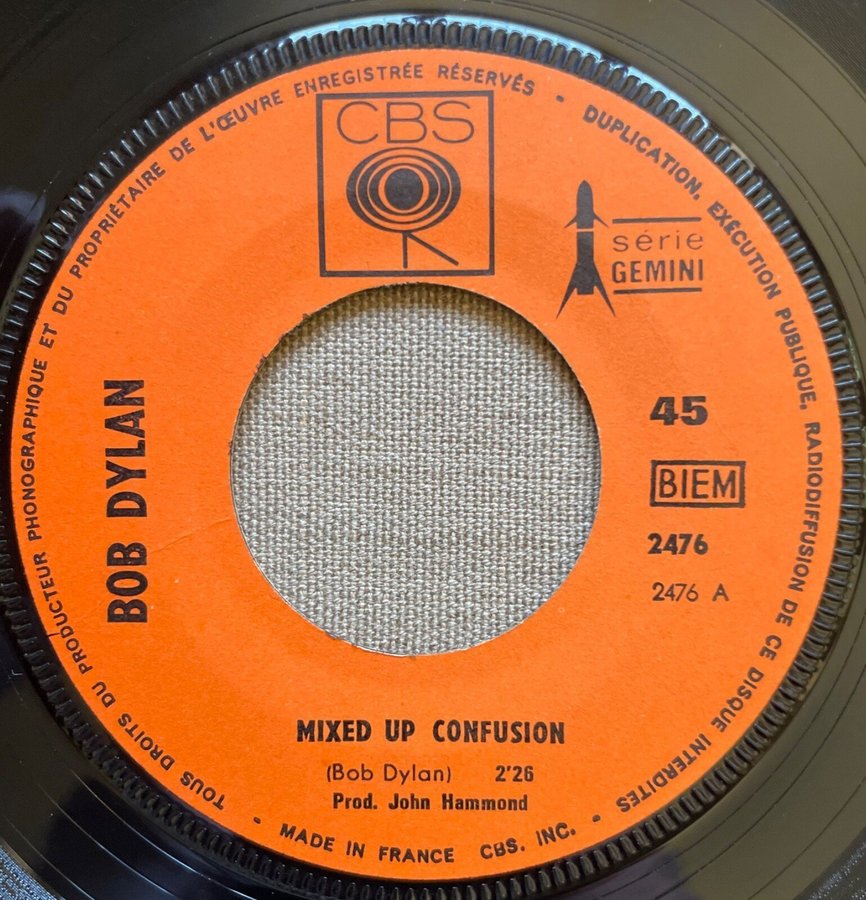 TOUS DROITS DU PRODUCTEUR PHONOGRAPHIQUE ET DU PROPRIÉTAIRE DE L'ŒUVRE ENREGISTRÉE RÉSERVÉS - DUPLICATION, EXÉCUTION PUBLIQUE, RADIODIFFUSION DE CE DISQUE INTERDITES -
CBS
série
GEMINI
BOB DYLAN
45
BIEM
2476
2476 A
MIXED UP CONFUSION
(Bob Dylan) 2'26
Prod. John Hammond
- MADE IN FRANCE CBS. INC. -